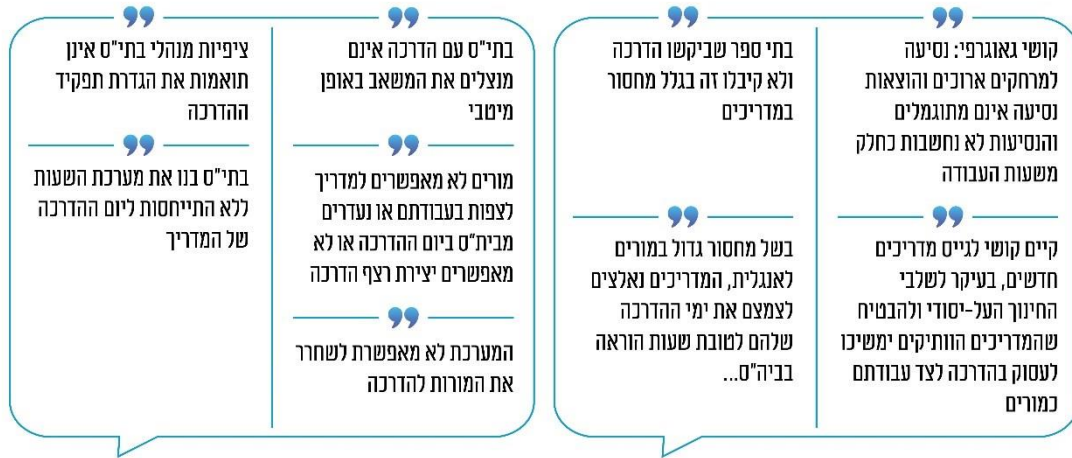 קושי גאוגרפי: נסיעה
למרחקים ארוכים והוצאות
נסיעה אינם מתוגמלים
והנסיעות לא נחשבות כחלק
משעות העבודה
קיים קושי לגייס מדריכים
חדשים, בעיקר לשלבי
החינוך העל-יסודי ולהבטיח
שהמדריכים הוותיקים ימשיכו
לעסוק בהדרכה לצד עבודתם
כמורים
בתי ספר שביקשו הדרכה
ולא קיבלו זה בגלל מחסור
במדריכים
בשל מחסור גדול במורים
לאנגלית, המדריכים נאלצים
לצמצם את ימי ההדרכה
שלהם לטובת שעות הוראה
בביה"ס...
בתי"ס עם הדרכה אינם
מנצלים את המשאב באופן
מיטבי
מורים לא מאפשרים למדריך
לצפות בעבודתם או נעדרים
מבית"ס ביום ההדרכה או לא
מאפשרים יצירת רצף הדרכה
המערכת לא מאפשרת לשחרר
את המורות להדרכה
ציפיות מנהלי בתי"ס אינן
תואמות את הגדרת תפקיד
ההדרכה
בתי"ס בנו את מערכת השעות
ללא התייחסות ליום ההדרכה
של המדריך